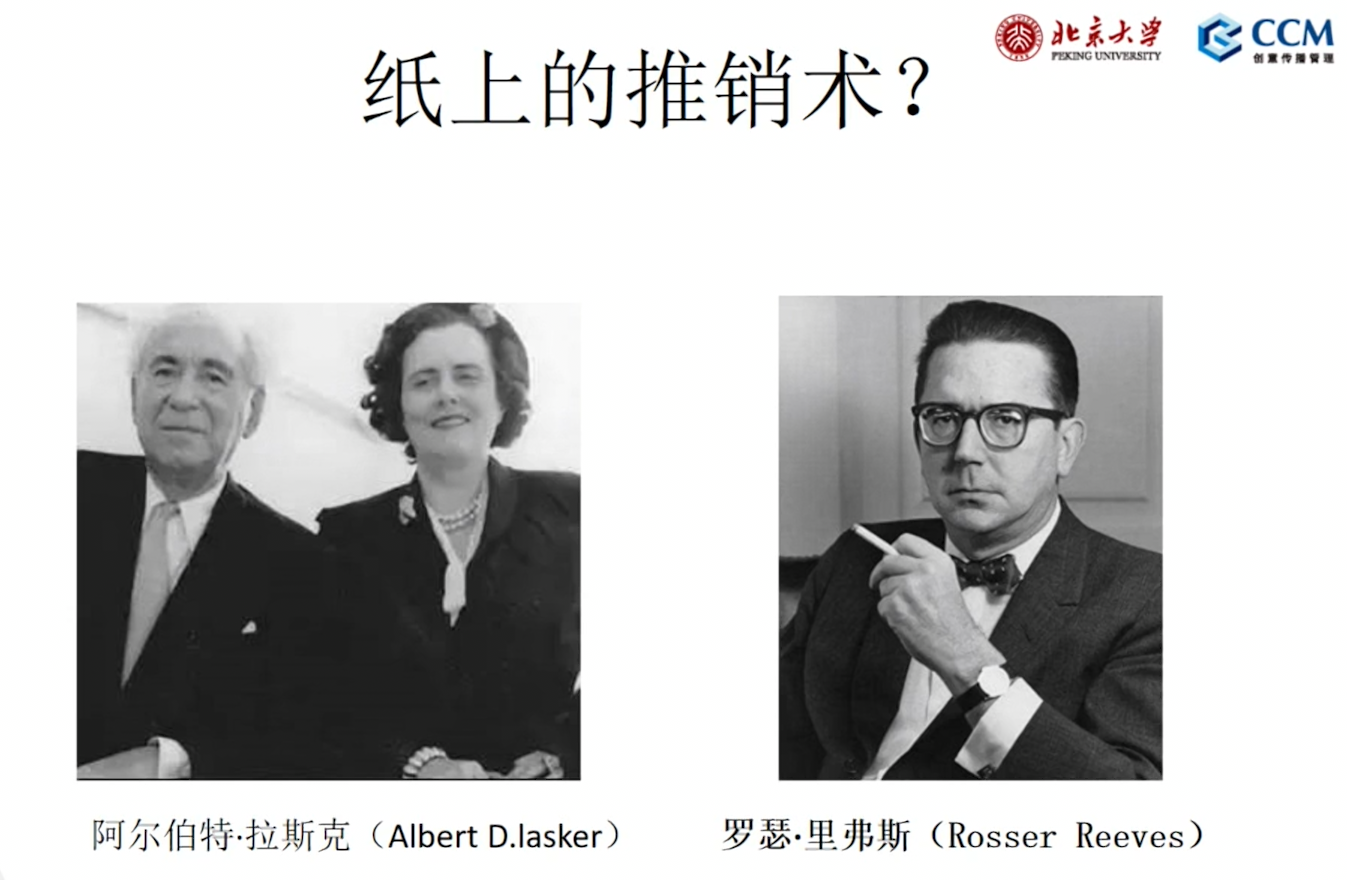 北京大学
PEKING UNIVERSITY
CCM
创意传播管理
纸上的推销术？
阿尔伯特·拉斯克（Albert D.lasker）
罗瑟·里弗斯（Rosser Reeves）